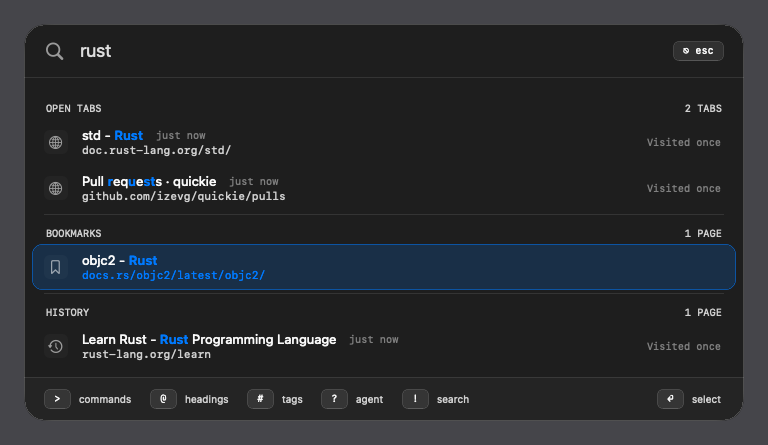 rust
esc
OPEN TABS 2 TABS
std - Rust just now
doc.rust-lang.org/std/ Visited once
Pull requests · quickie just now
github.com/izevg/quickie/pulls Visited once
BOOKMARKS 1 PAGE
objc2 - Rust
docs.rs/objc2/latest/objc2/
HISTORY 1 PAGE
Learn Rust - Rust Programming Language just now
rust-lang.org/learn Visited once
> commands @ headings # tags ? agent ! search ↵ select